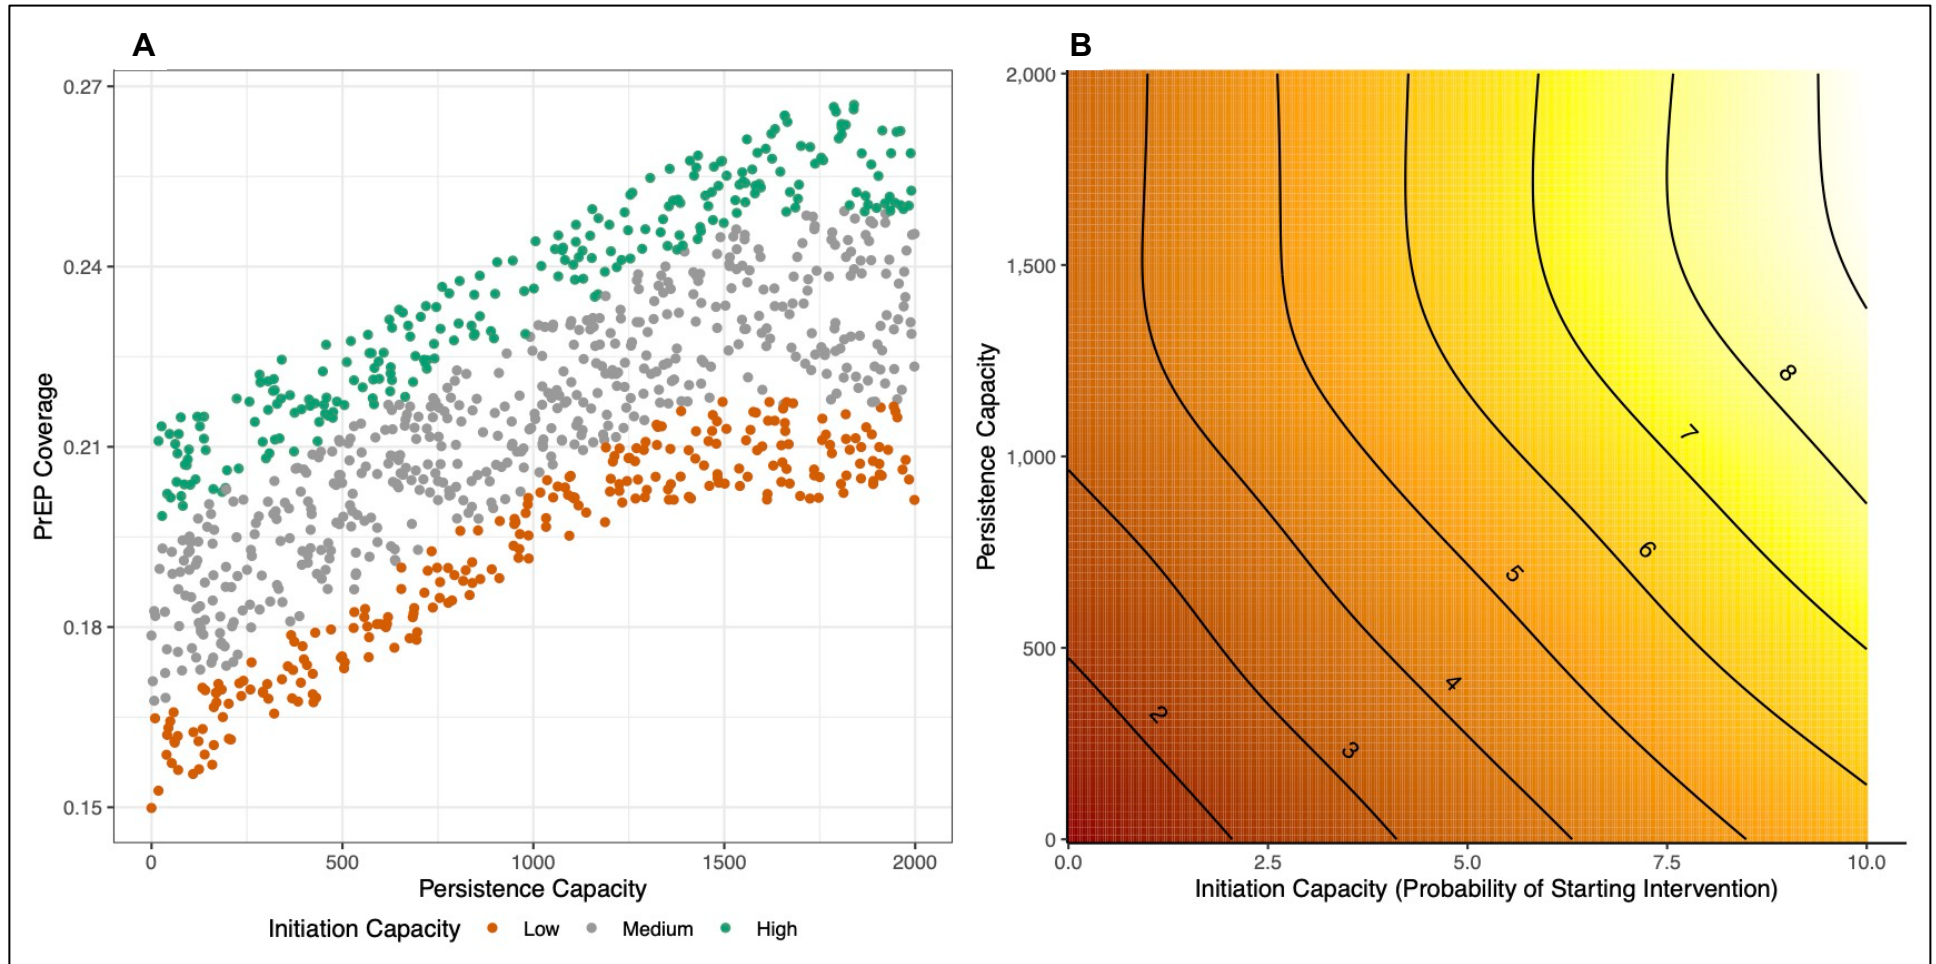 A
0.27
0.24
0.21
0.18
0.15
PrEP Coverage
0
500
1000
1500
2000
Persistence Capacity
Initiation Capacity
Low
Medium
High
B
2,000
1,500
1,000
500
0
Persistence Capacity
8
7
6
5
4
3
2
0.0
2.5
5.0
7.5
10.0
Initiation Capacity (Probability of Starting Intervention)